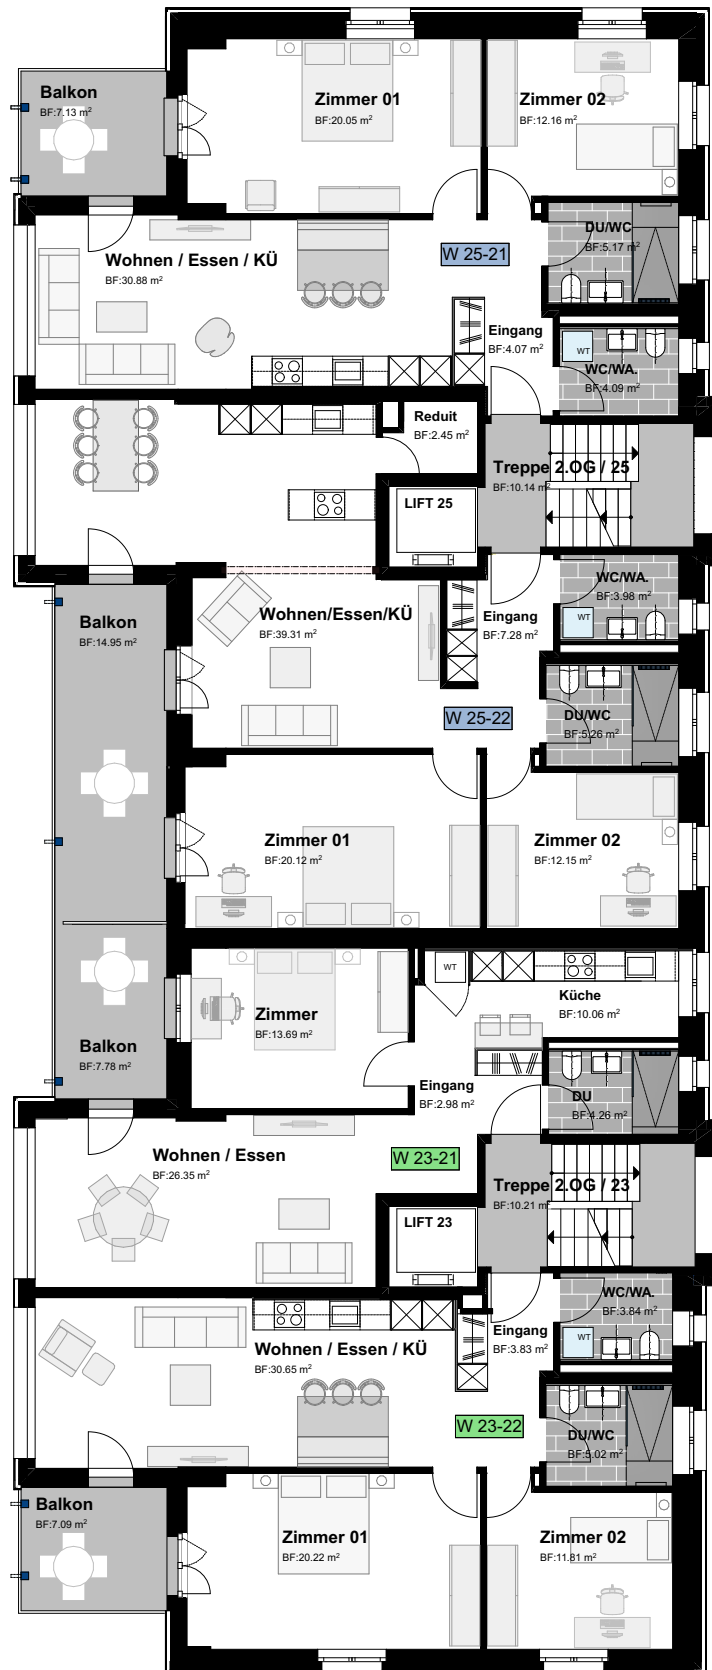 Balkon
BF:7.13 m²
Zimmer 01
BF:20.05 m²
Zimmer 02
BF:12.16 m²
DU/WC
BF:5.17 m²
Wohnen / Essen / KÜ
BF:30.88 m²
W 25-21
Eingang
BF:4.07 m²
WT
WC/WA.
BF:4.09 m²
Reduit
BF:2.45 m²
Treppe 2.OG / 25
BF:10.14 m²
LIFT 25
WC/WA.
BF:3.98 m²
WT
Balkon
BF:14.95 m²
Wohnen/Essen/KÜ
BF:39.31 m²
Eingang
BF:7.28 m²
W 25-22
DU/WC
BF:5.26 m²
Zimmer 01
BF:20.12 m²
Zimmer 02
BF:12.15 m²
Zimmer
BF:13.69 m²
WT
Küche
BF:10.06 m²
Balkon
BF:7.78 m²
Eingang
BF:2.98 m²
DU
BF:4.26 m²
Wohnen / Essen
BF:26.35 m²
W 23-21
Treppe 2.OG / 23
BF:10.21 m²
LIFT 23
WC/WA.
BF:3.84 m²
WT
Wohnen / Essen / KÜ
BF:30.65 m²
Eingang
BF:3.83 m²
W 23-22
DU/WC
BF:5.02 m²
Balkon
BF:7.09 m²
Zimmer 01
BF:20.22 m²
Zimmer 02
BF:11.81 m²